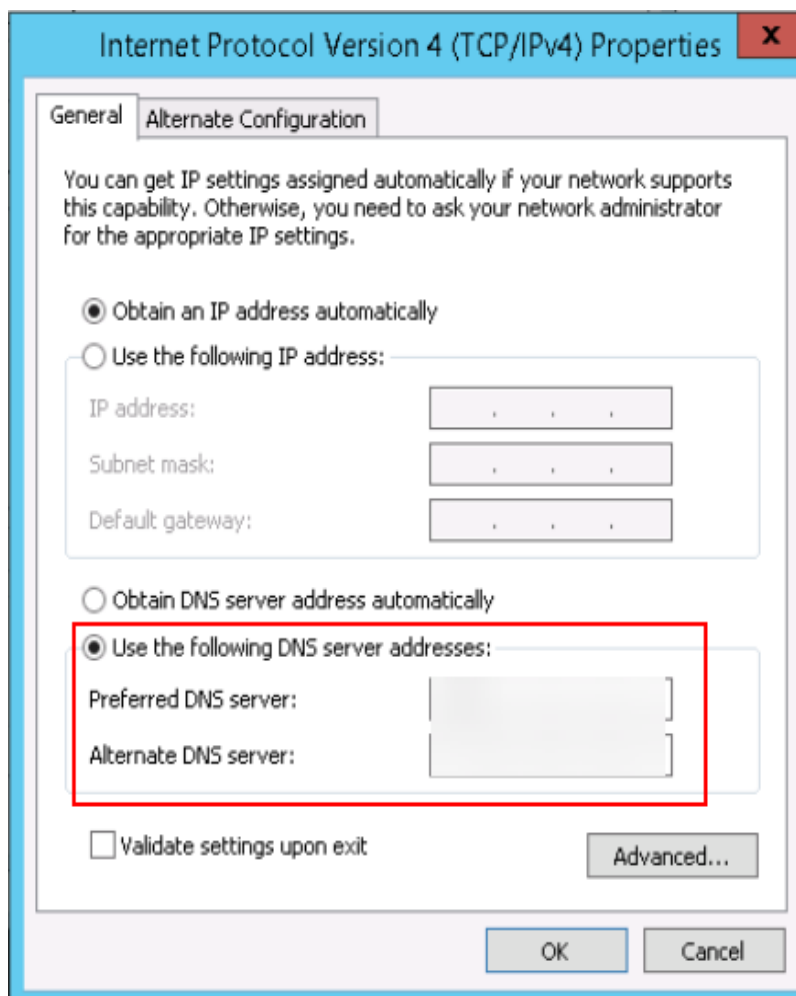 Internet Protocol Version 4 (TCP/IPv4) Properties
x
General
Alternate Configuration
You can get IP settings assigned automatically if your network supports
this capability. Otherwise, you need to ask your network administrator
for the appropriate IP settings.
Obtain an IP address automatically
Use the following IP address:
IP address:
. . .
Subnet mask:
. . .
Default gateway:
. . .
Obtain DNS server address automatically
Use the following DNS server addresses:
Preferred DNS server:
Alternate DNS server:
Validate settings upon exit
Advanced...
OK
Cancel